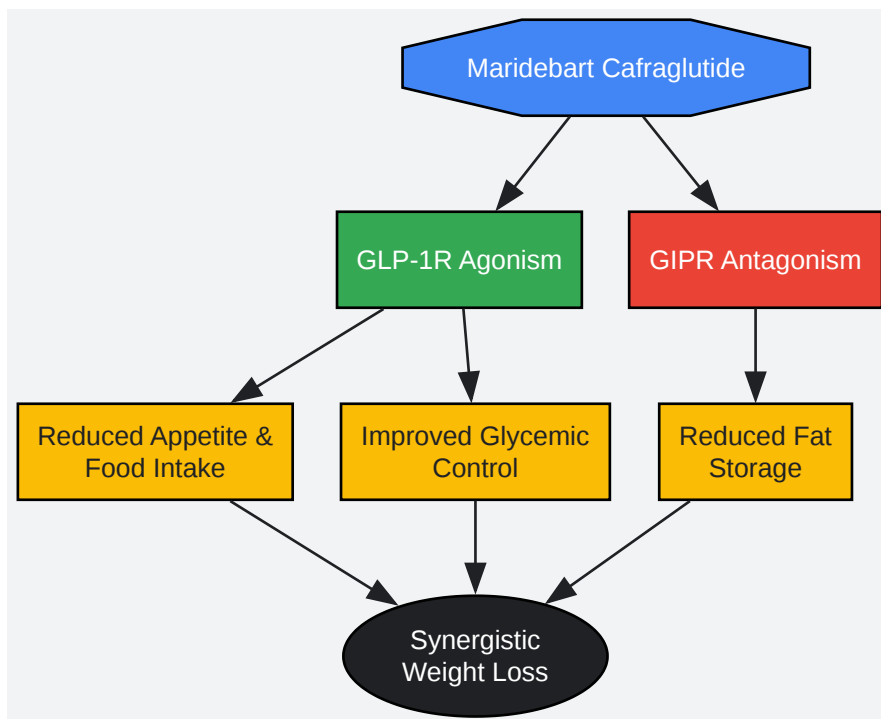 Maridebart Cafraglutide
GLP-1R Agonism
GIPR Antagonism
Reduced Appetite &
Food Intake
Improved Glycemic
Control
Reduced Fat
Storage
Synergistic
Weight Loss